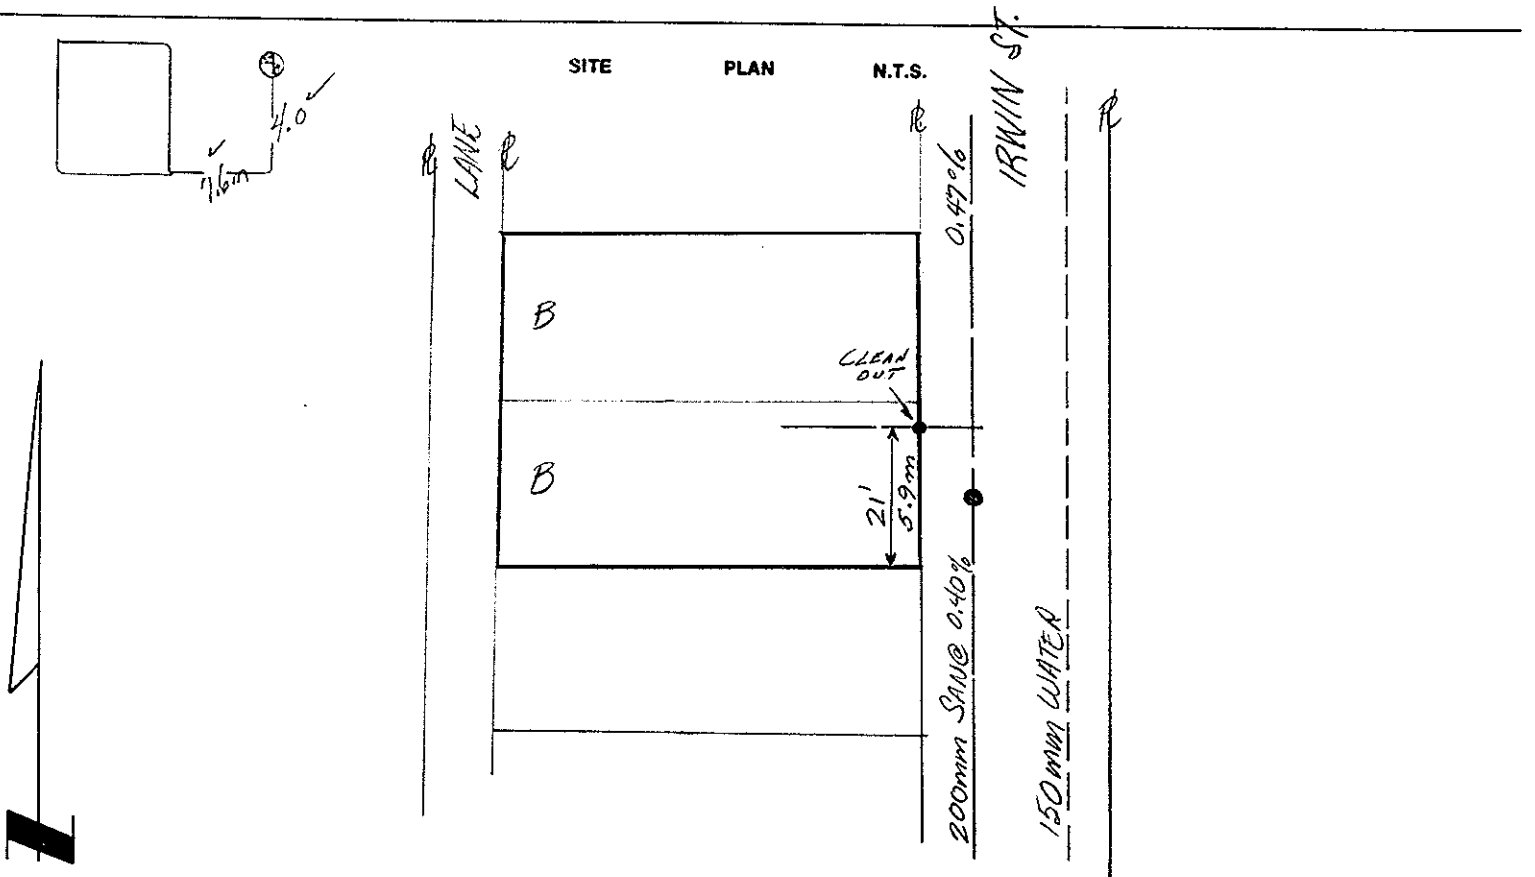 SITE PLAN N.T.S.
IRWIN ST.
4.0
7.6m
LANE
0.47%
B
CLEAN
OUT
B
21'
5.9m
200mm SAN@ 0.40%
150mm WATER